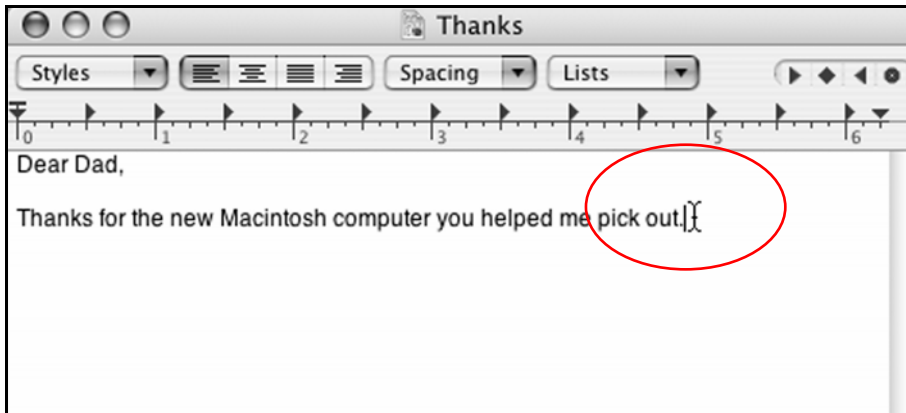 Thanks
Styles Spacing Lists
0 1 2 3 4 5 6
Dear Dad,
Thanks for the new Macintosh computer you helped me pick out.